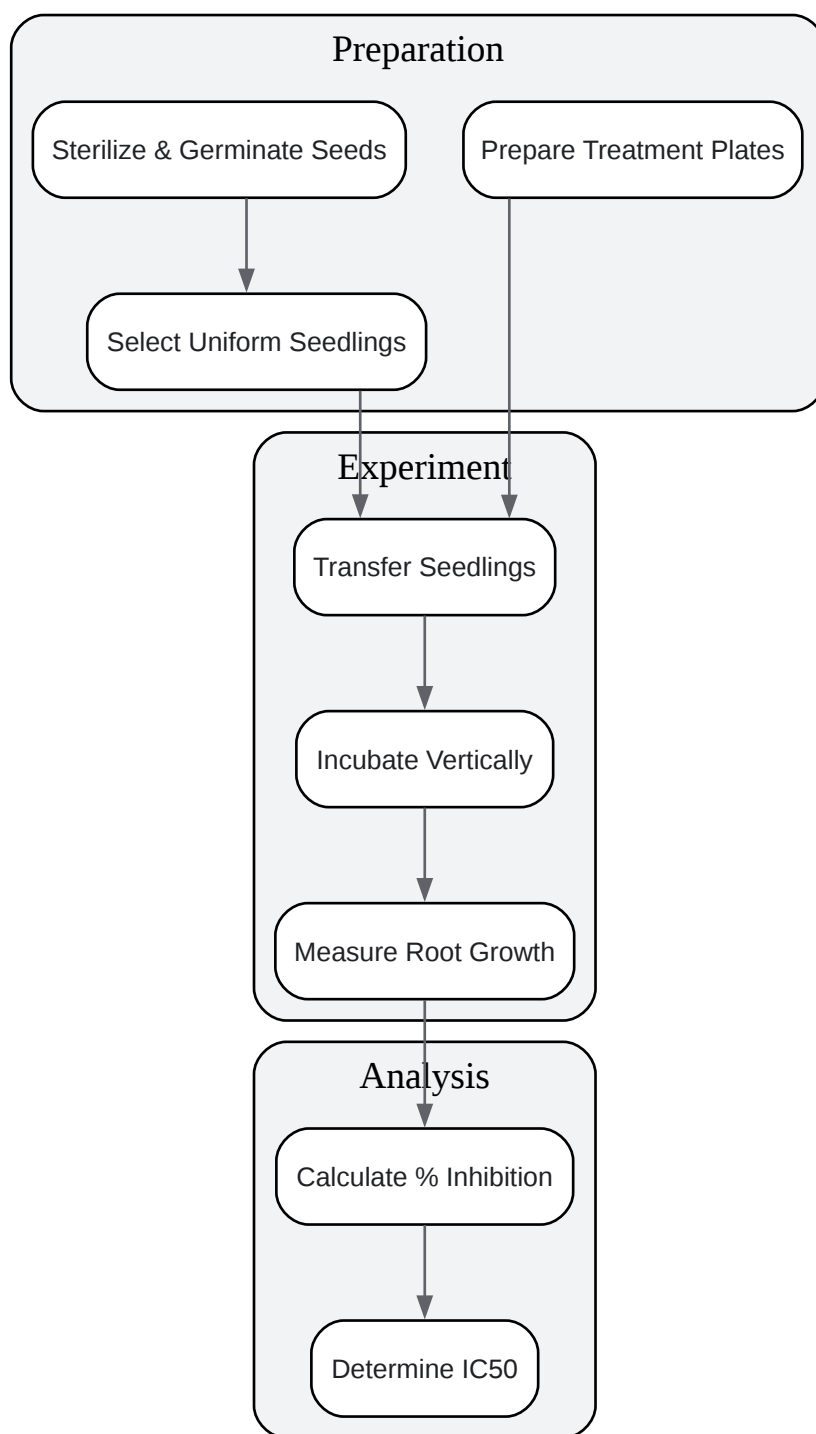 Preparation
Sterilize & Germinate Seeds
Prepare Treatment Plates
Select Uniform Seedlings
Experiment
Transfer Seedlings
Incubate Vertically
Measure Root Growth
Analysis
Calculate % Inhibition
Determine IC50